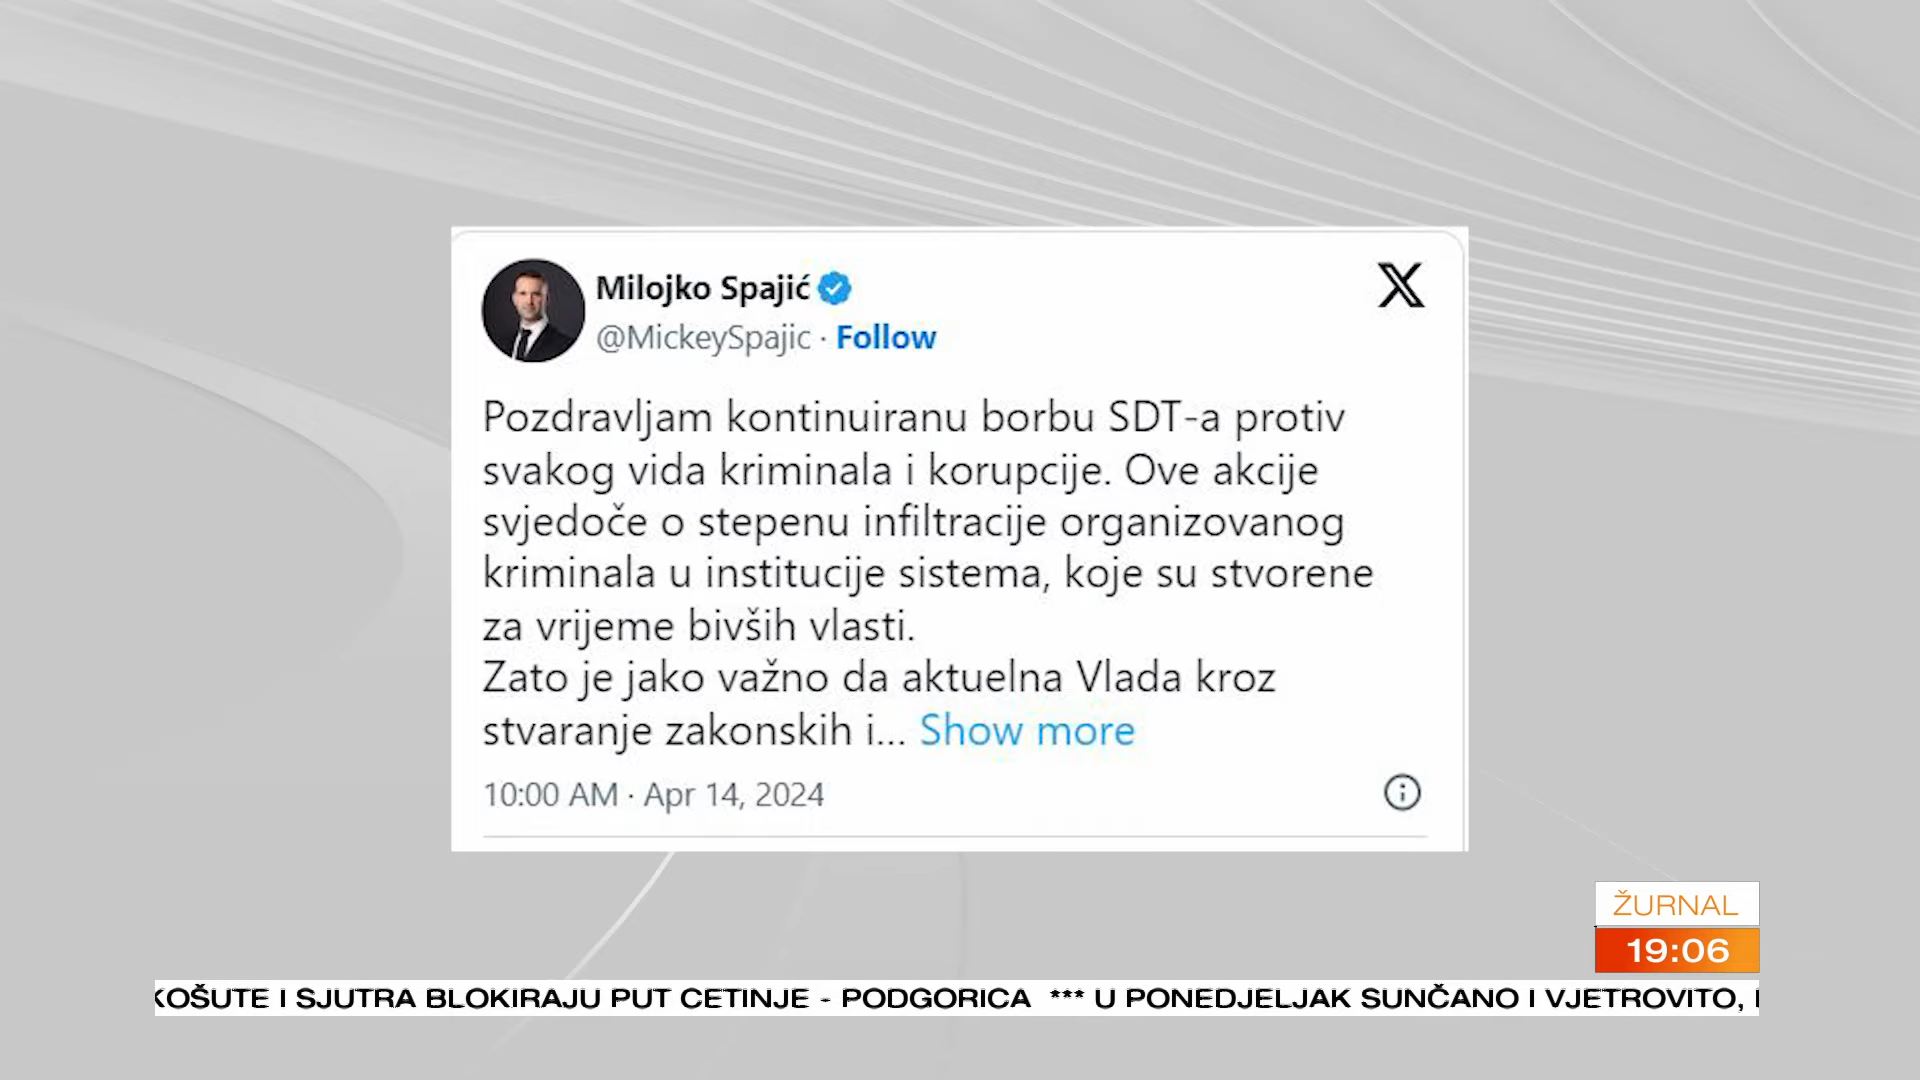 Milojko Spajić
@MickeySpajic · Follow
Pozdravljam kontinuiranu borbu SDT-a protiv
svakog vida kriminala i korupcije. Ove akcije
svjedoče o stepenu infiltracije organizovanog
kriminala u institucije sistema, koje su stvorene
za vrijeme bivših vlasti.
Zato je jako važno da aktuelna Vlada kroz
stvaranje zakonskih i... Show more
10:00 AM · Apr 14, 2024
ŽURNAL
19:06
KOŠUTE I SJUTRA BLOKIRAJU PUT CETINJE - PODGORICA *** U PONEDJELJAK SUNČANO I VJETROVITO,